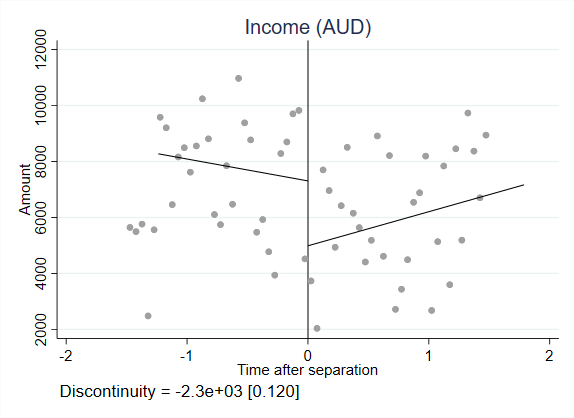 Income (AUD)
12000
10000
8000
6000
4000
2000
Amount
-2 -1 0 1 2
Time after separation
Discontinuity = -2.3e+03 [0.120]